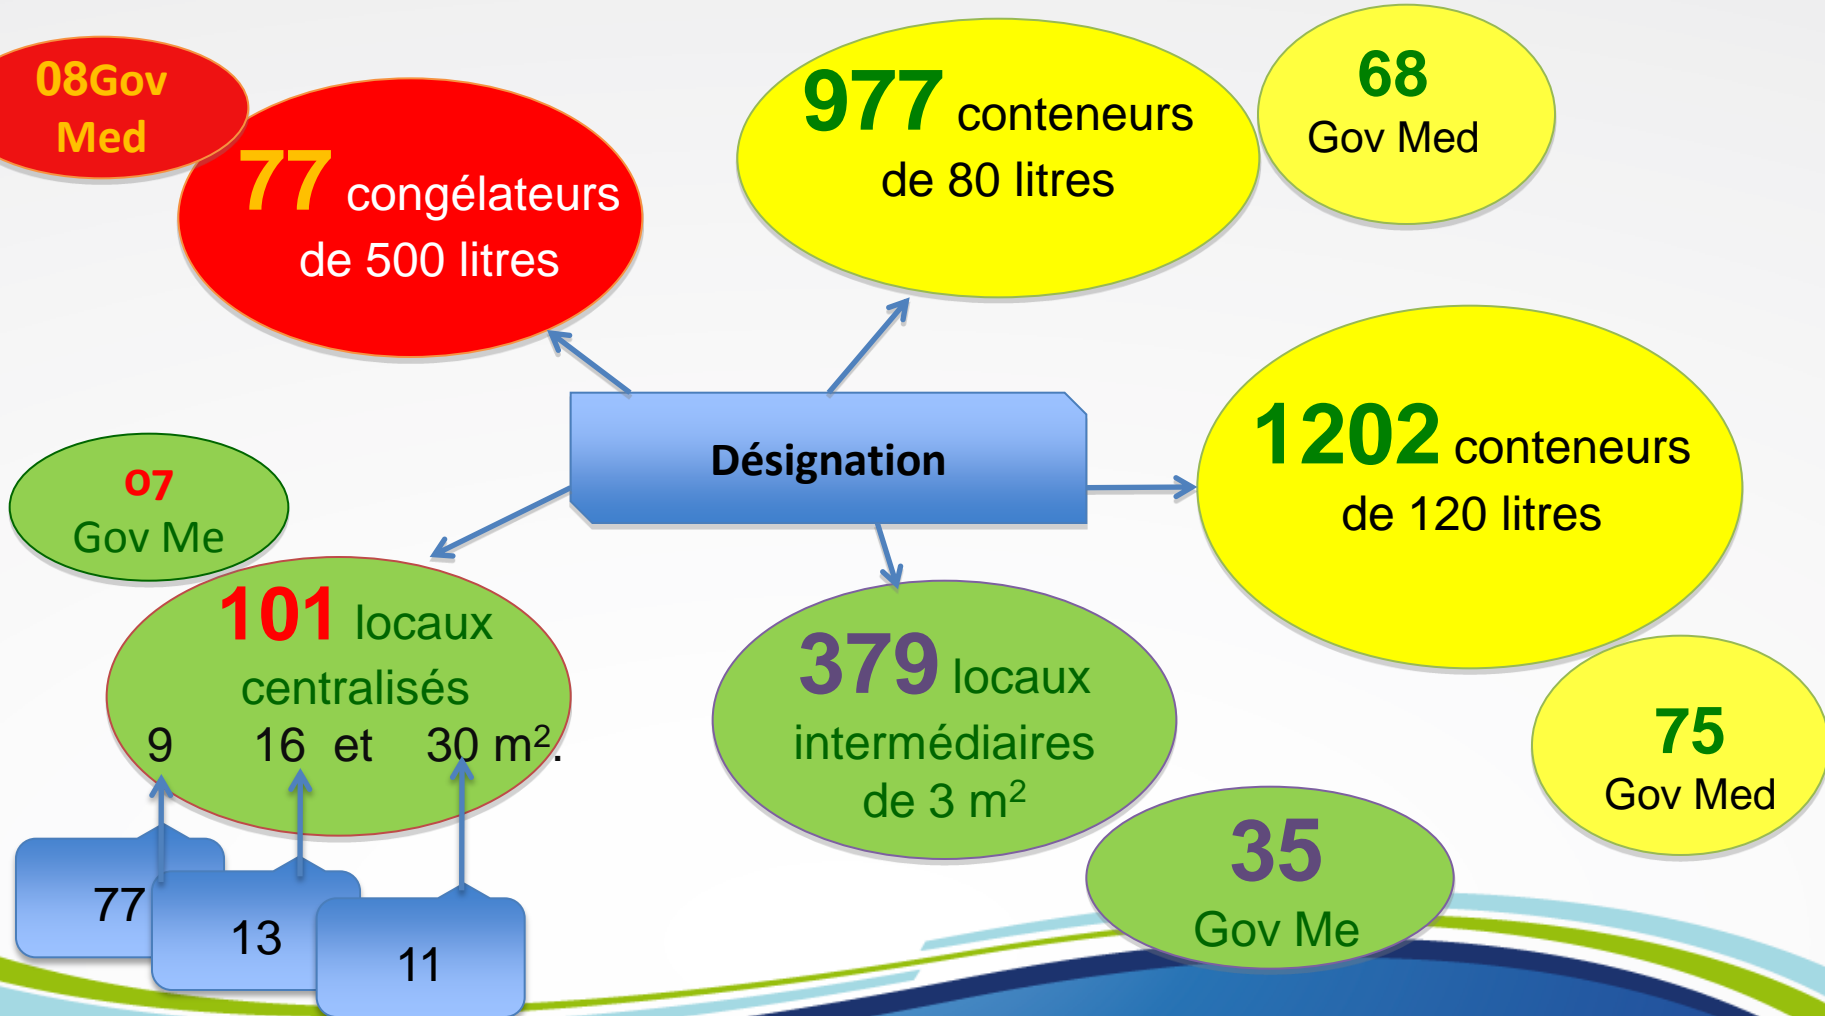 08Gov
Med
77 congélateurs
de 500 litres
977 conteneurs
de 80 litres
68
Gov Med
Désignation
1202 conteneurs
de 120 litres
75
Gov Med
07
Gov Me
101 locaux
centralisés
9 16 et 30 m².
77
13
11
379 locaux
intermédiaires
de 3 m²
35
Gov Me